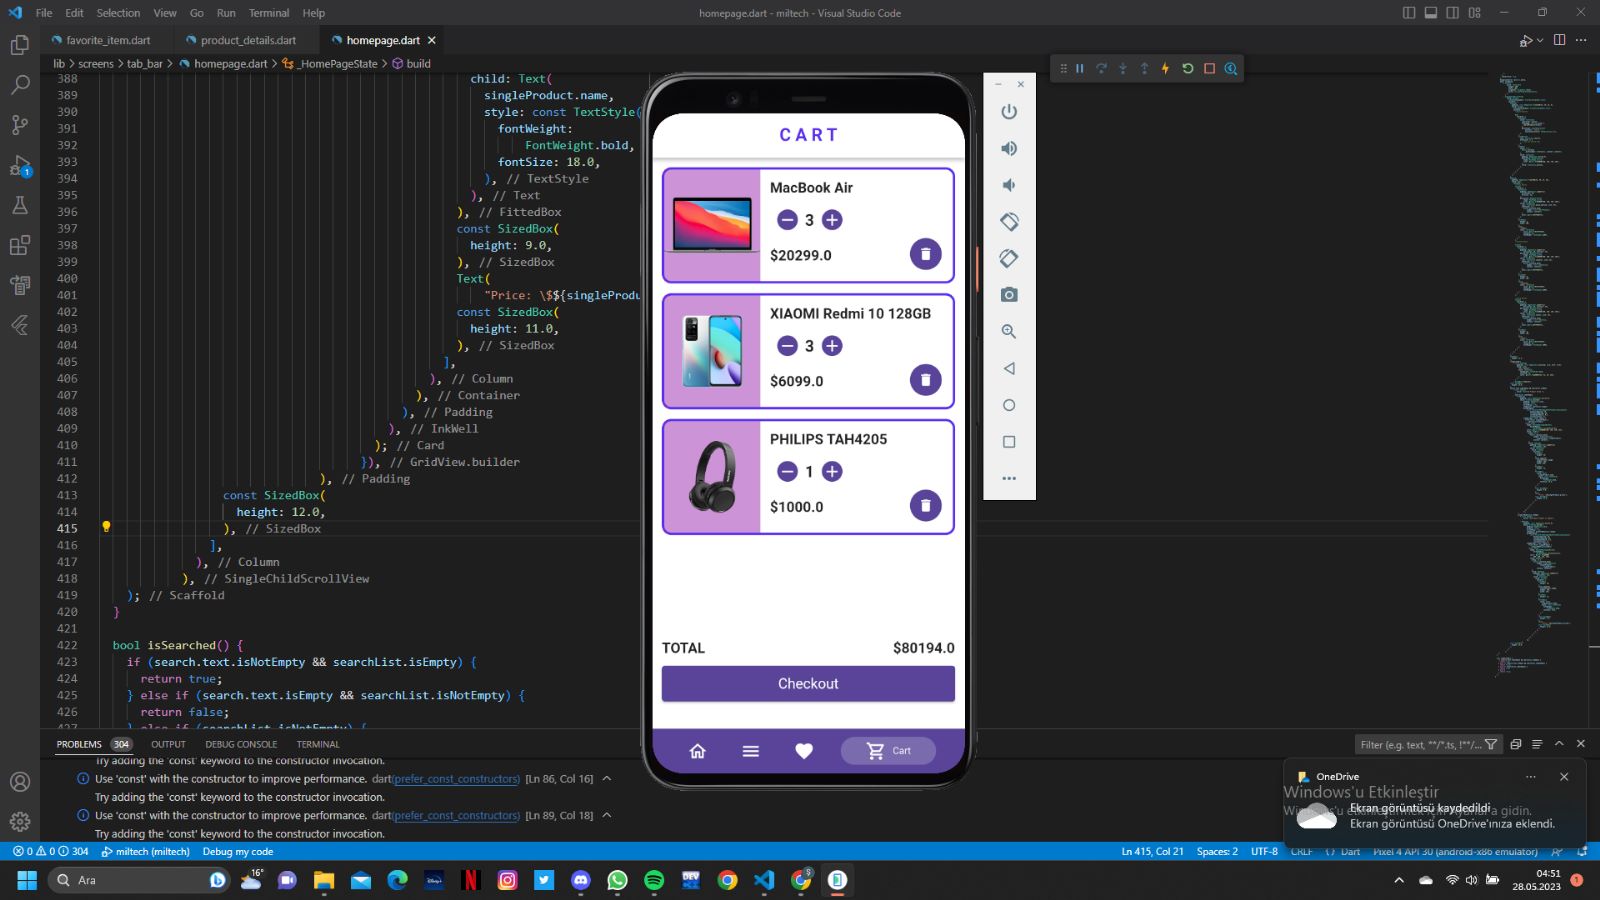 File Edit Selection View Go Run Terminal Help
homepage.dart - miltech - Visual Studio Code
favorite_item.dart
product_details.dart
homepage.dart
lib > screens > tab_bar > homepage.dart > _HomePageState > build
388 child: Text(
389 singleProduct.name,
390 style: const TextStyle(
391 fontWeight:
392 FontWeight.bold,
393 fontSize: 18.0,
394 ), // TextStyle
395 ), // Text
396 ), // FittedBox
397 const SizedBox(
398 height: 9.0,
399 ), // SizedBox
400 Text(
401 "Price: \$${singleProdu
402 const SizedBox(
403 height: 11.0,
404 ), // SizedBox
405 ],
406 ), // Column
407 ), // Container
408 ), // Padding
409 ), // InkWell
410 ); // Card
411 }), // GridView.builder
412 ), // Padding
413 const SizedBox(
414 height: 12.0,
415 ), // SizedBox
416 ],
417 ), // Column
418 ), // SingleChildScrollView
419 ); // Scaffold
420 }
421
422 bool isSearched() {
423 if (search.text.isNotEmpty && searchList.isEmpty) {
424 return true;
425 } else if (search.text.isEmpty && searchList.isNotEmpty) {
426 return false;
427 } else if (searchList.isNotEmpty) {
CART
MacBook Air
3
$20299.0
XIAOMI Redmi 10 128GB
3
$6099.0
PHILIPS TAH4205
1
$1000.0
TOTAL $80194.0
Checkout
Cart
PROBLEMS 304 OUTPUT DEBUG CONSOLE TERMINAL
Filter (e.g. text, **/*.ts, !**/...
Try adding the 'const' keyword to the constructor invocation.
Use 'const' with the constructor to improve performance. dart(prefer_const_constructors) [Ln 86, Col 16]
Try adding the 'const' keyword to the constructor invocation.
Use 'const' with the constructor to improve performance. dart(prefer_const_constructors) [Ln 89, Col 18]
Try adding the 'const' keyword to the constructor invocation.
OneDrive
Windows'u Etkinleştir
Ekran görüntüsü kaydedildi
Ekran görüntüsü OneDrive'ınıza eklendi.
0 0 304 miltech (miltech) Debug my code
Ln 415, Col 21 Spaces: 2 UTF-8 CRLF Dart Pixel 4 API 30 (android-x86 emulator)
Ara
16°
04:51
28.05.2023
1